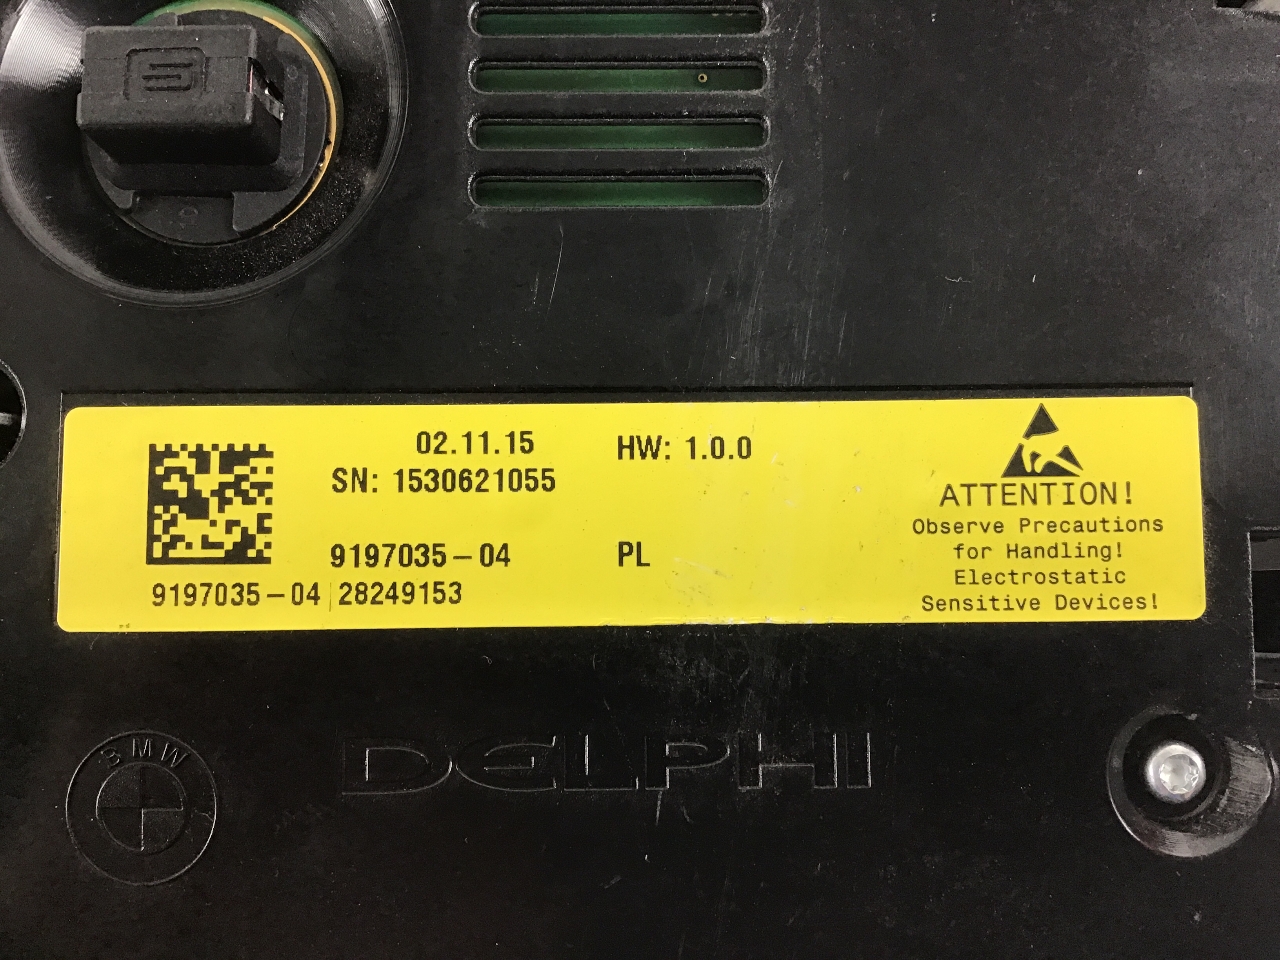 02.11.15
HW: 1.0.0
SN: 1530621055
9197035-04
PL
9197035-04 28249153
ATTENTION!
Observe Precautions
for Handling!
Electrostatic
Sensitive Devices!
BMW
DELPHI